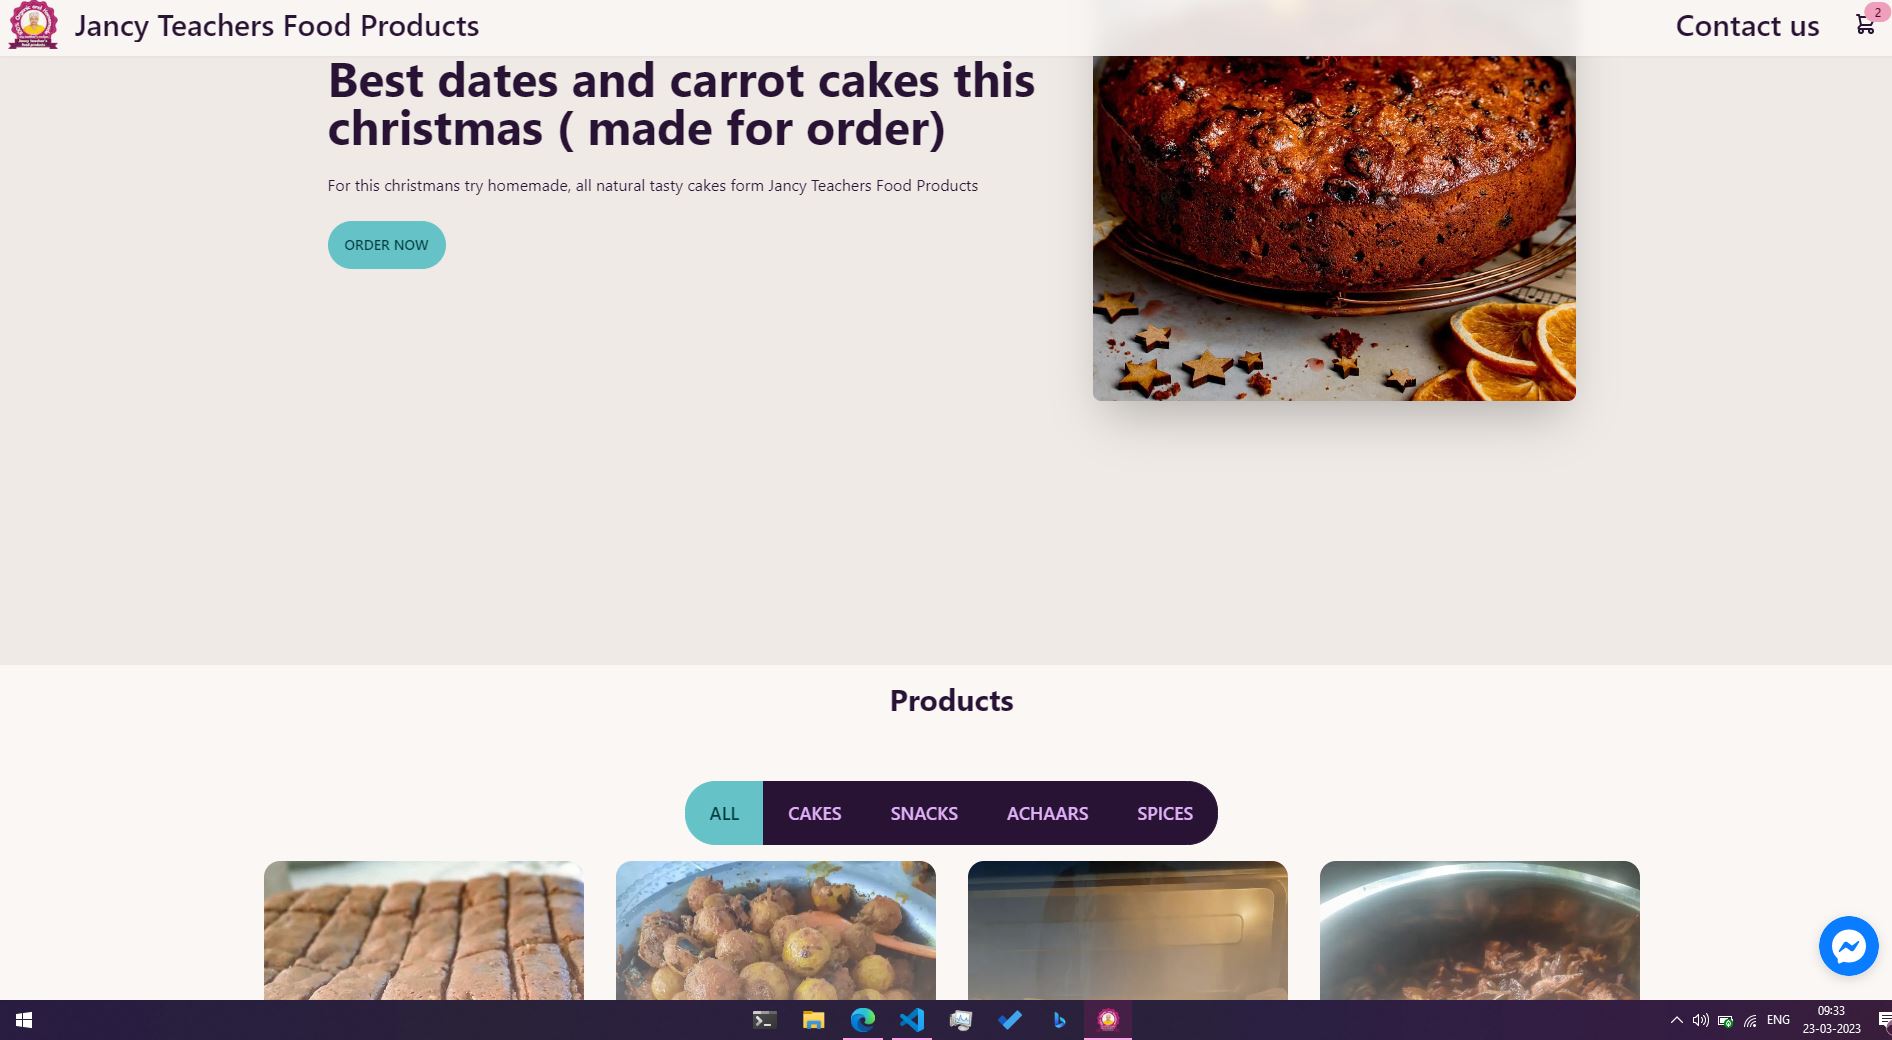 Jancy Teachers Food Products
Contact us
2
Best dates and carrot cakes this
christmas ( made for order)
For this christmans try homemade, all natural tasty cakes form Jancy Teachers Food Products
ORDER NOW
Products
ALL CAKES SNACKS ACHAARS SPICES
ENG
09:33
23-03-2023